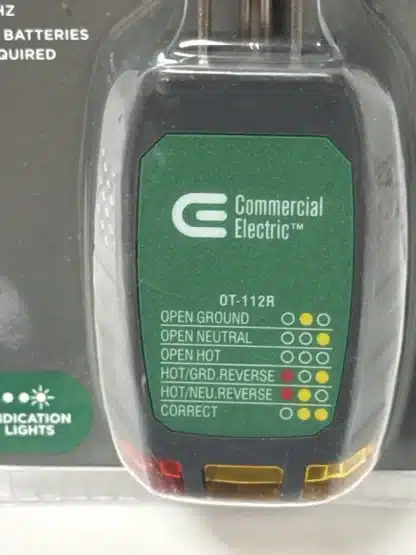 HZ
BATTERIES
QUIRED
Commercial
Electric™
OT-112R
OPEN GROUND
OPEN NEUTRAL
OPEN HOT
HOT/GRD.REVERSE
HOT/NEU.REVERSE
CORRECT
NDICATION
LIGHTS